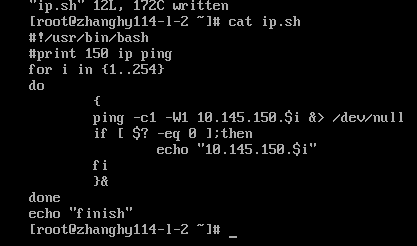 "ip.sh" 12L, 172C written
[root@zhanghy114-l-2 ~]# cat ip.sh
#!/usr/bin/bash
#print 150 ip ping
for i in {1..254}
do
        {
        ping -c1 -W1 10.145.150.$i &> /dev/null
        if [ $? -eq 0 ];then
                echo "10.145.150.$i"
        fi
        }&
done
echo "finish"
[root@zhanghy114-l-2 ~]# _